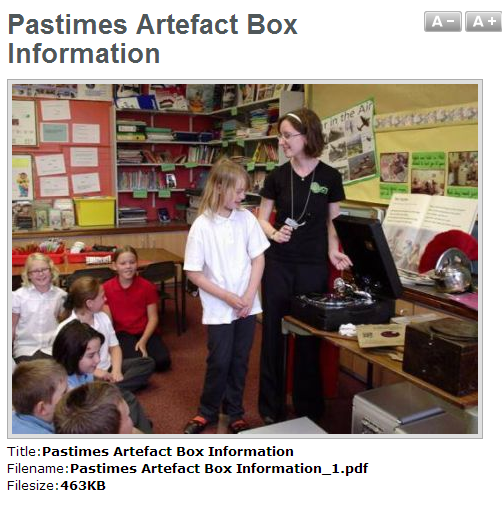 Pastimes Artefact Box
Information
A -
A +
in the Air
Title:Pastimes Artefact Box Information
Filename:Pastimes Artefact Box Information_1.pdf
Filesize:463KB